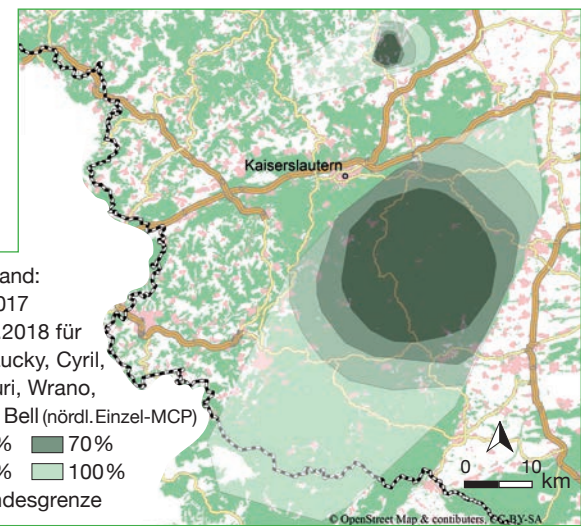 Kaiserslautern
and:
017
.2018 für
ucky, Cyril,
uri, Wrano,
Bell (nördl.Einzel-MCP)
% 70%
% 100%
ndesgrenze
0 10
km
© OpenStreet Map & contributers, CC-BY-SA